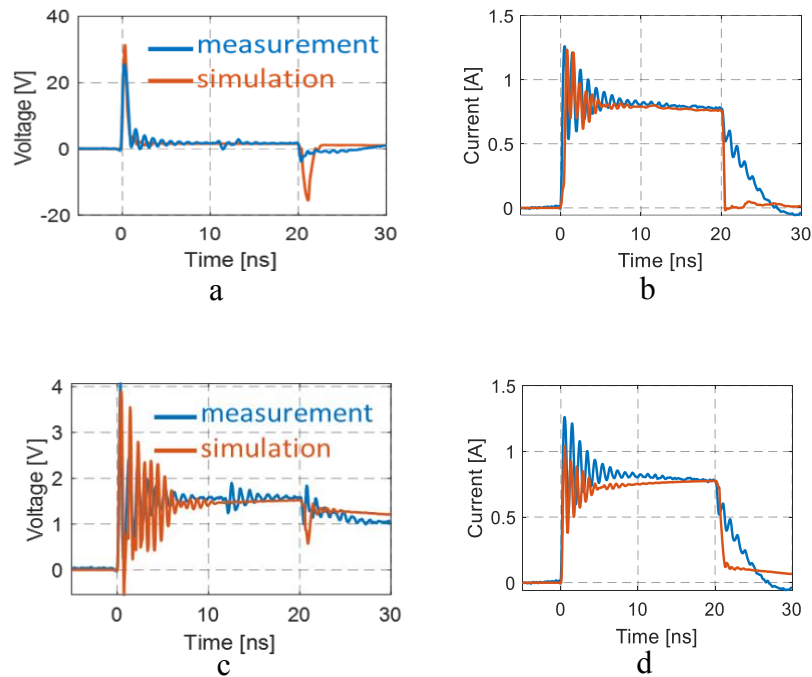 40
20
0
-20
Voltage [V]
measurement
simulation
0
10
20
30
Time [ns]
a
1.5
1
0.5
0
Current [A]
0
10
20
30
Time [ns]
b
4
3
2
1
0
Voltage [V]
measurement
simulation
0
10
20
30
Time [ns]
c
1.5
1
0.5
0
Current [A]
0
10
20
30
Time [ns]
d